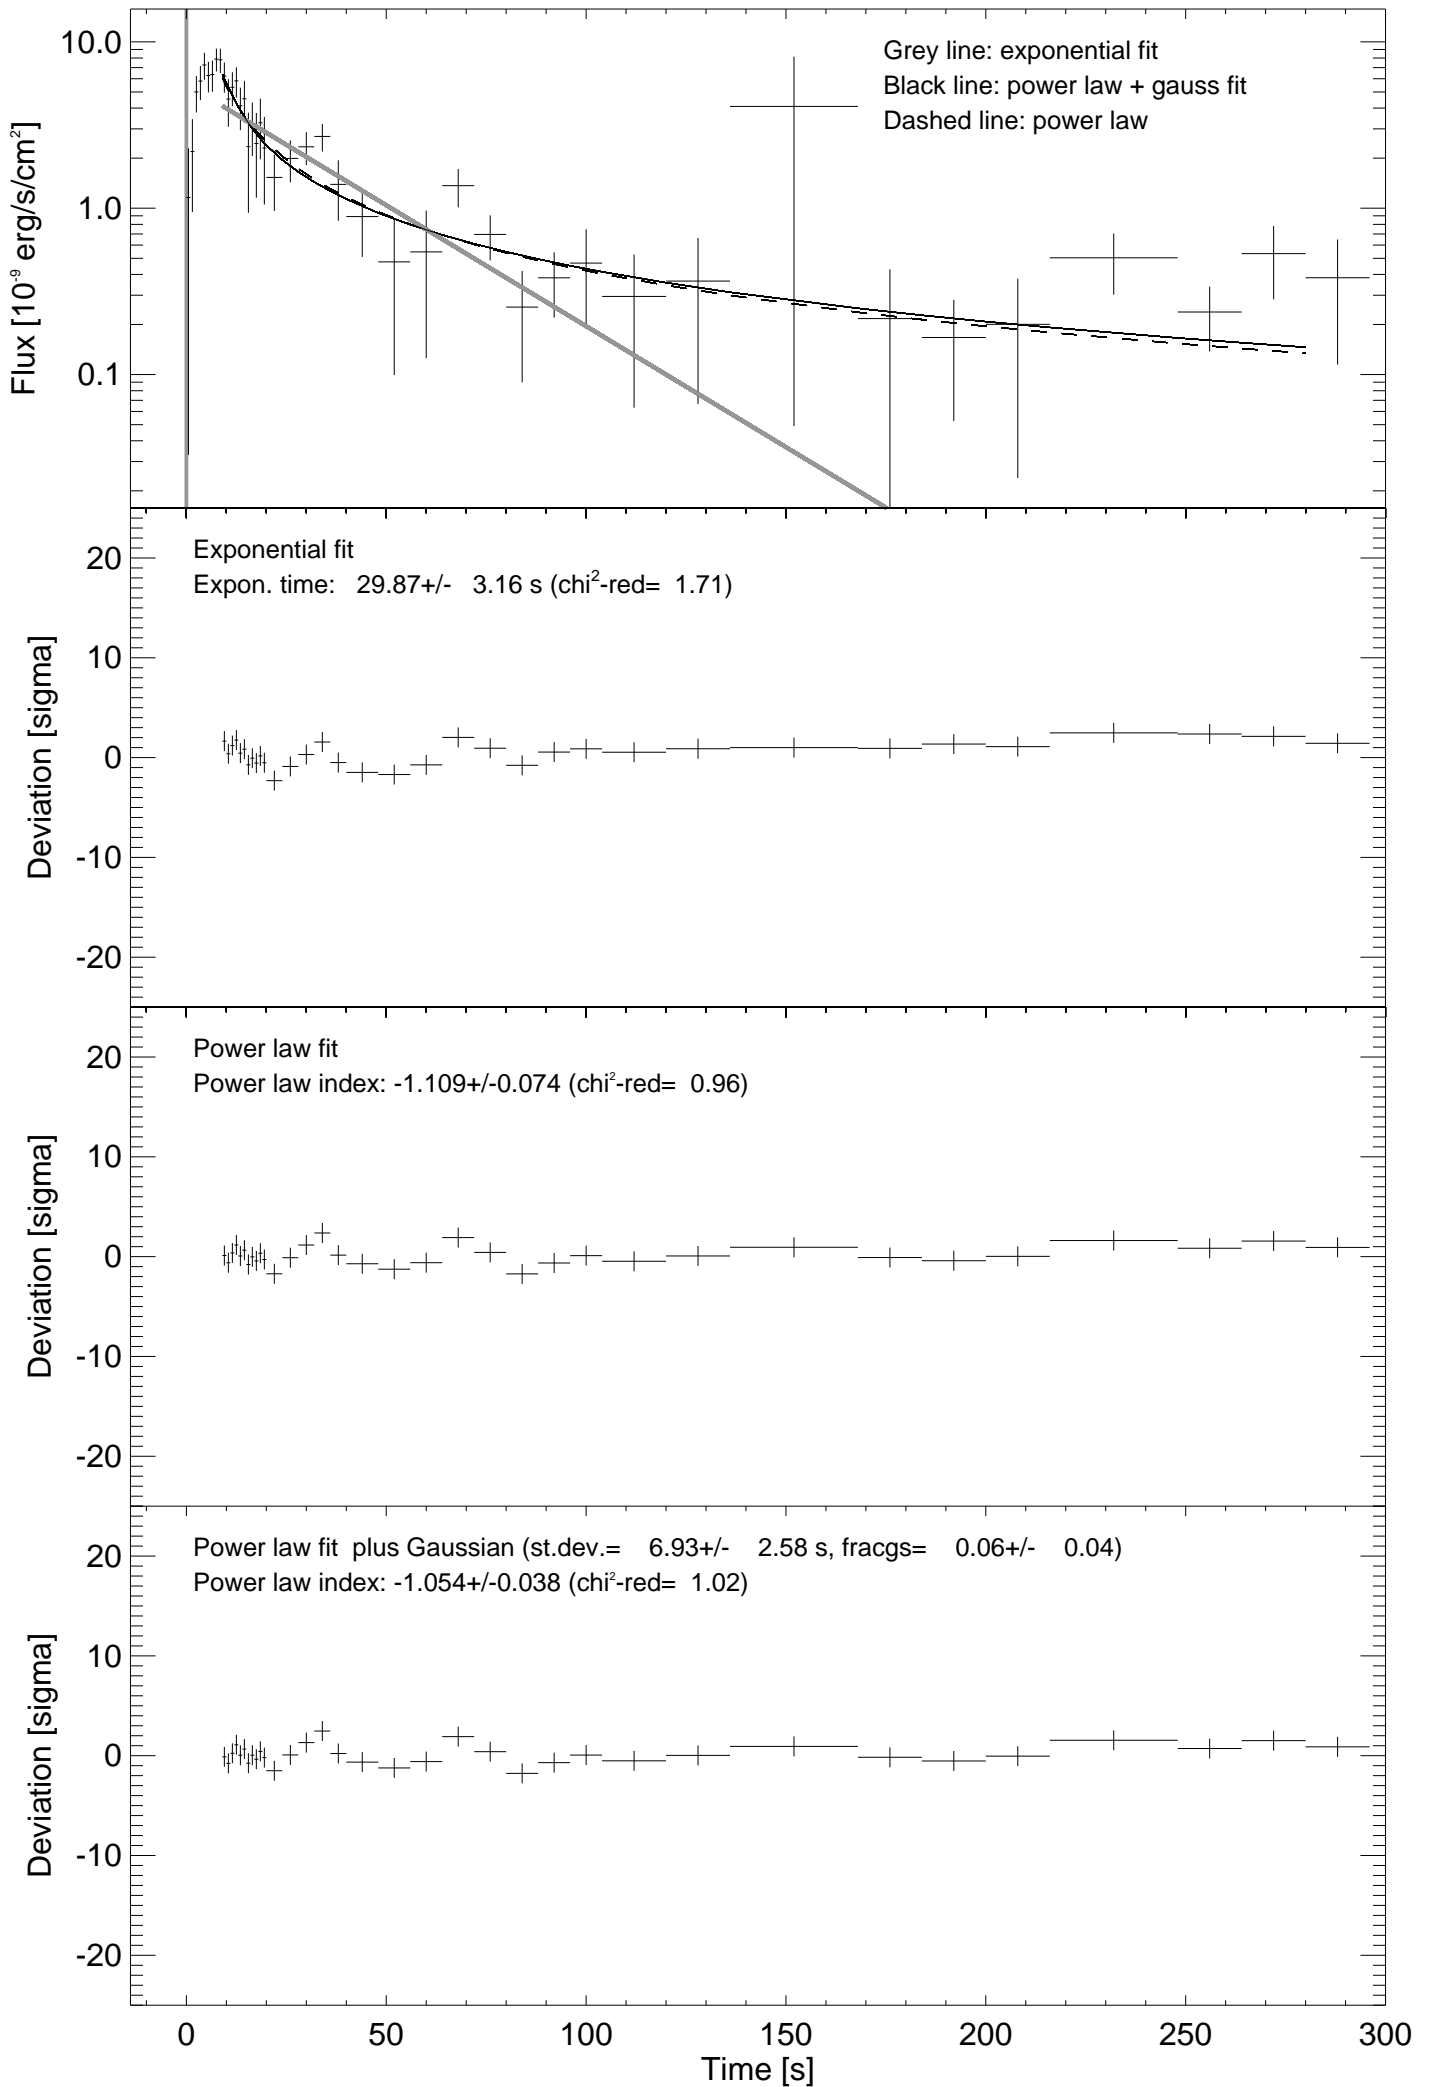 10.0
1.0
0.1
Flux [10⁻⁹ erg/s/cm²]
Grey line: exponential fit
Black line: power law + gauss fit
Dashed line: power law
20
10
0
-10
-20
Deviation [sigma]
Exponential fit
Expon. time: 29.87+/- 3.16 s (chi²-red= 1.71)
20
10
0
-10
-20
Deviation [sigma]
Power law fit
Power law index: -1.109+/-0.074 (chi²-red= 0.96)
20
10
0
-10
-20
Deviation [sigma]
Power law fit plus Gaussian (st.dev.= 6.93+/- 2.58 s, fracgs= 0.06+/- 0.04)
Power law index: -1.054+/-0.038 (chi²-red= 1.02)
0 50 100 150 200 250 300
Time [s]